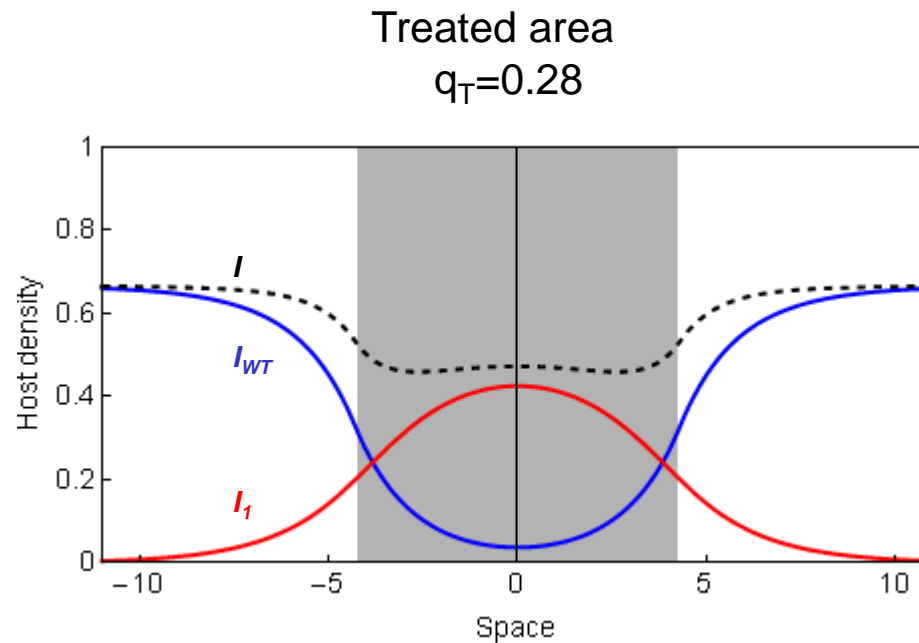 Treated area
q_T=0.28
1
0.8
0.6
0.4
0.2
0
Host density
I
I_WT
I_1
−10
−5
0
5
10
Space